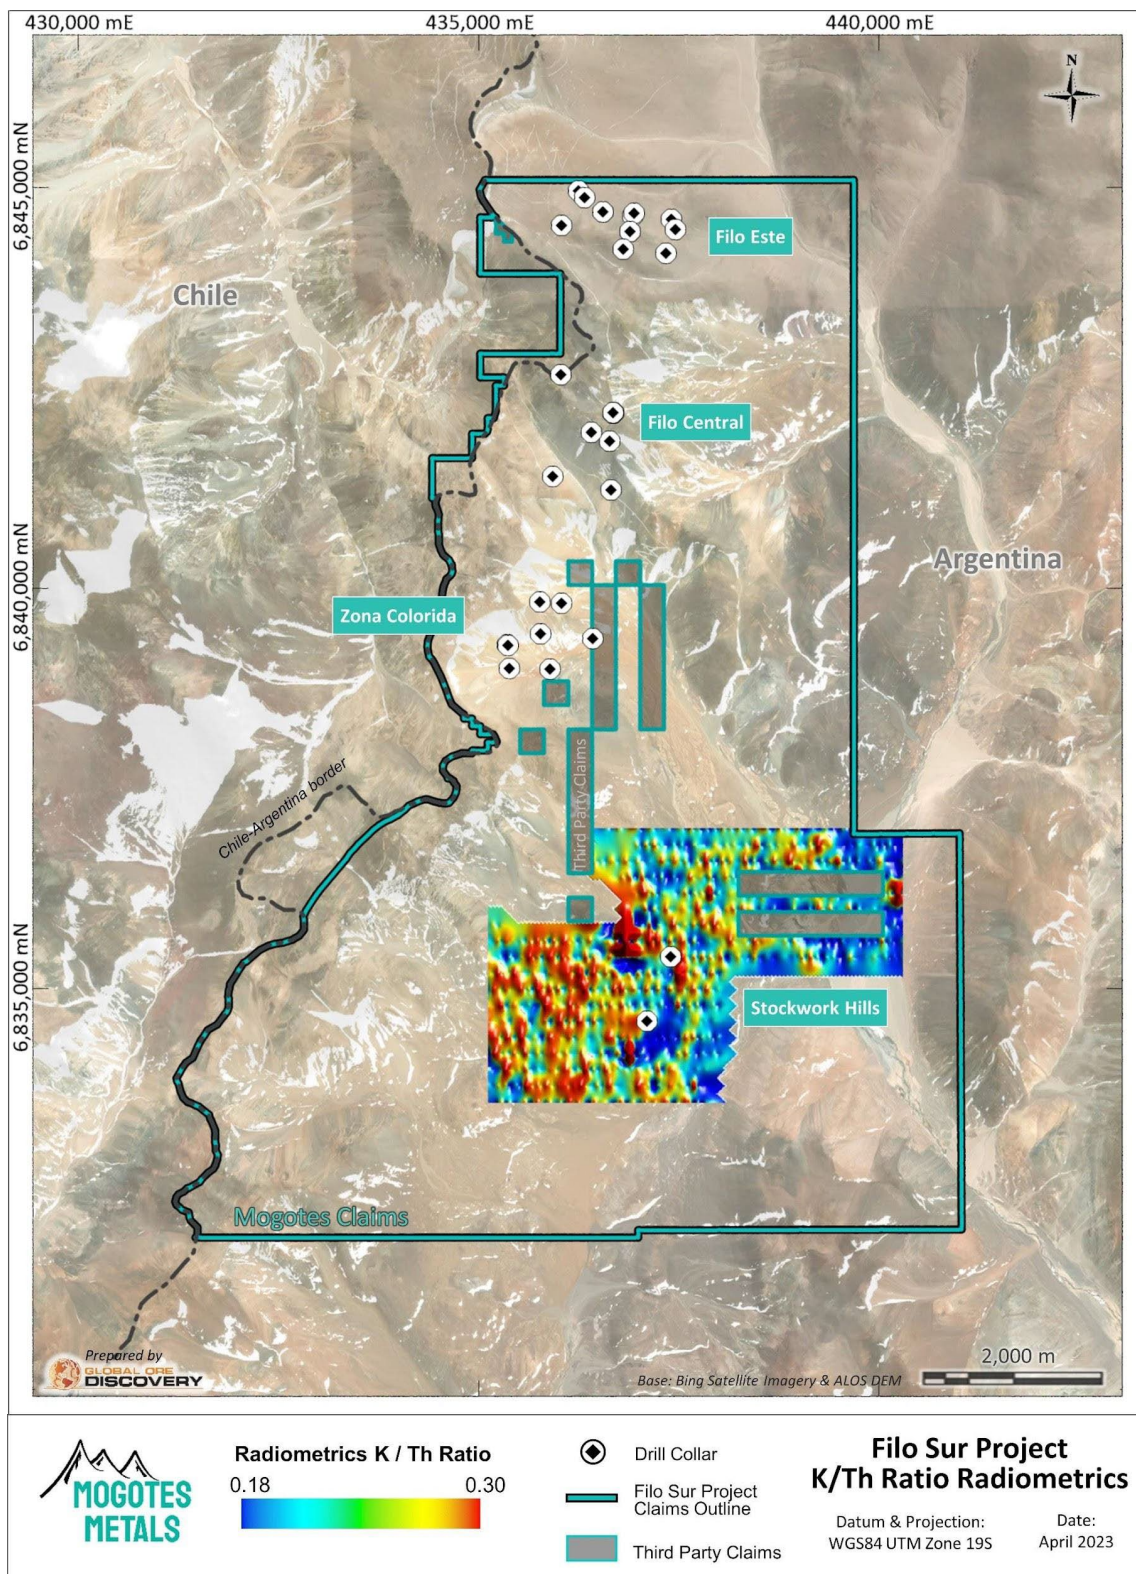 430,000 mE
435,000 mE
440,000 mE
N
6,845,000 mN
Filo Este
Chile
Filo Central
Argentina
6,840,000 mN
Zona Colorida
Third Party Claims
Chile-Argentina border
6,835,000 mN
Stockwork Hills
Mogotes Claims
Prepared by
GLOBAL ORE
DISCOVERY
2,000 m
Base: Bing Satellite Imagery & ALOS DEM
MOGOTES
METALS
Radiometrics K / Th Ratio
0.18
0.30
Drill Collar
Filo Sur Project
Claims Outline
Third Party Claims
Filo Sur Project
K/Th Ratio Radiometrics
Datum & Projection:
WGS84 UTM Zone 19S
Date:
April 2023